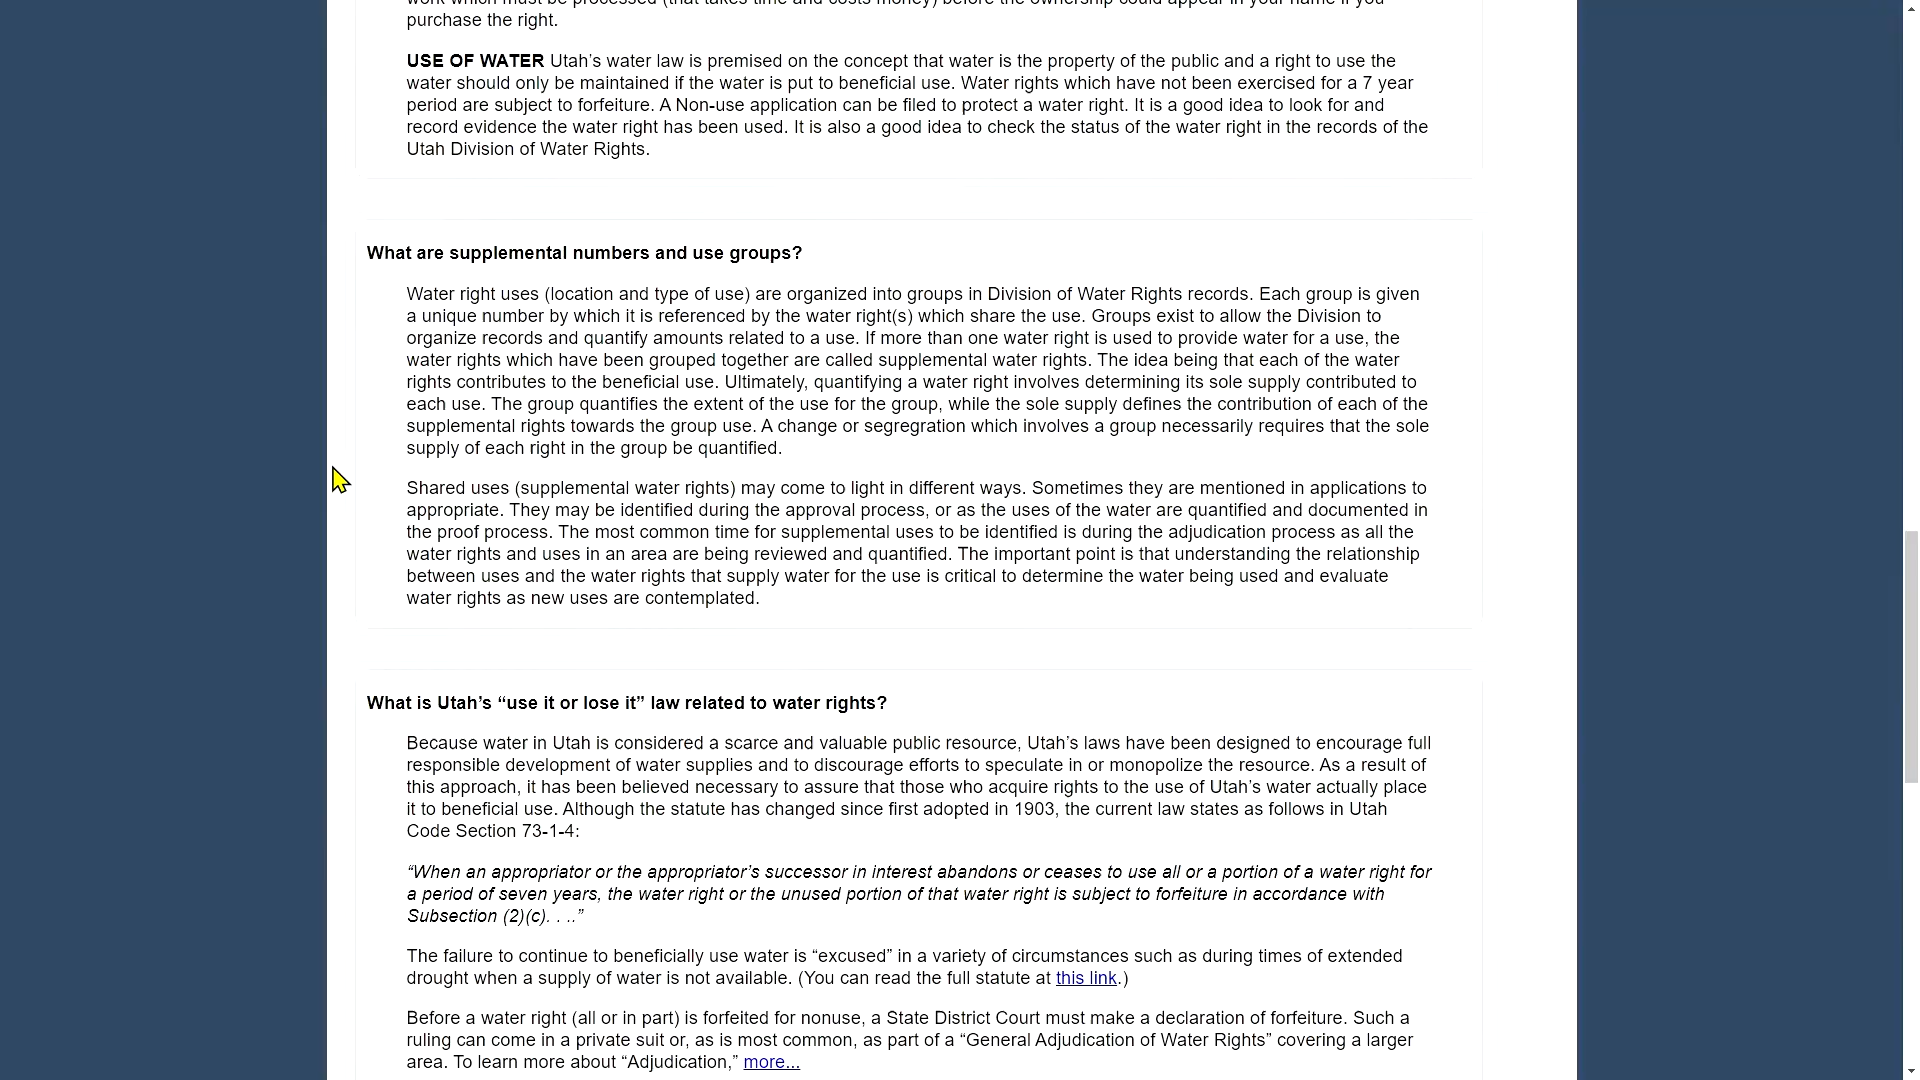 purchase the right.
USE OF WATER Utah’s water law is premised on the concept that water is the property of the public and a right to use the
water should only be maintained if the water is put to beneficial use. Water rights which have not been exercised for a 7 year
period are subject to forfeiture. A Non-use application can be filed to protect a water right. It is a good idea to look for and
record evidence the water right has been used. It is also a good idea to check the status of the water right in the records of the
Utah Division of Water Rights.
What are supplemental numbers and use groups?
Water right uses (location and type of use) are organized into groups in Division of Water Rights records. Each group is given
a unique number by which it is referenced by the water right(s) which share the use. Groups exist to allow the Division to
organize records and quantify amounts related to a use. If more than one water right is used to provide water for a use, the
water rights which have been grouped together are called supplemental water rights. The idea being that each of the water
rights contributes to the beneficial use. Ultimately, quantifying a water right involves determining its sole supply contributed to
each use. The group quantifies the extent of the use for the group, while the sole supply defines the contribution of each of the
supplemental rights towards the group use. A change or segregration which involves a group necessarily requires that the sole
supply of each right in the group be quantified.
Shared uses (supplemental water rights) may come to light in different ways. Sometimes they are mentioned in applications to
appropriate. They may be identified during the approval process, or as the uses of the water are quantified and documented in
the proof process. The most common time for supplemental uses to be identified is during the adjudication process as all the
water rights and uses in an area are being reviewed and quantified. The important point is that understanding the relationship
between uses and the water rights that supply water for the use is critical to determine the water being used and evaluate
water rights as new uses are contemplated.
What is Utah’s “use it or lose it” law related to water rights?
Because water in Utah is considered a scarce and valuable public resource, Utah’s laws have been designed to encourage full
responsible development of water supplies and to discourage efforts to speculate in or monopolize the resource. As a result of
this approach, it has been believed necessary to assure that those who acquire rights to the use of Utah’s water actually place
it to beneficial use. Although the statute has changed since first adopted in 1903, the current law states as follows in Utah
Code Section 73-1-4:
“When an appropriator or the appropriator’s successor in interest abandons or ceases to use all or a portion of a water right for
a period of seven years, the water right or the unused portion of that water right is subject to forfeiture in accordance with
Subsection (2)(c). . ..”
The failure to continue to beneficially use water is “excused” in a variety of circumstances such as during times of extended
drought when a supply of water is not available. (You can read the full statute at this link.)
Before a water right (all or in part) is forfeited for nonuse, a State District Court must make a declaration of forfeiture. Such a
ruling can come in a private suit or, as is most common, as part of a “General Adjudication of Water Rights” covering a larger
area. To learn more about “Adjudication,” more...